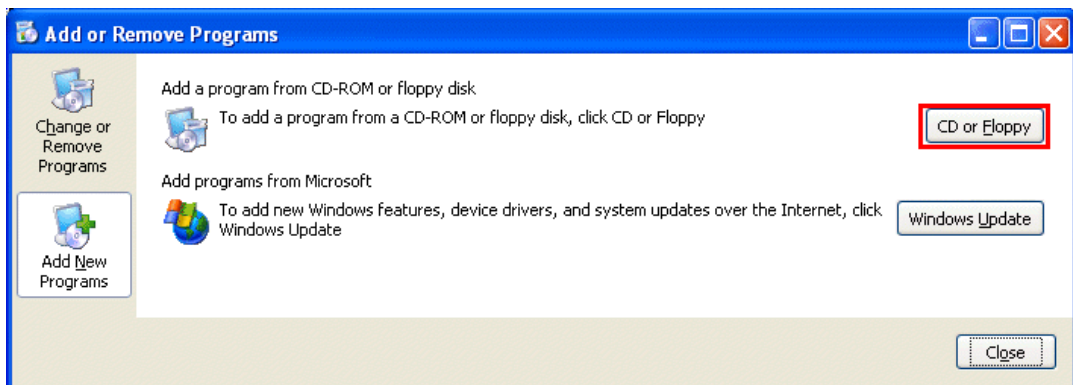 Add or Remove Programs
Change or
Remove
Programs
Add New
Programs
Add a program from CD-ROM or floppy disk
To add a program from a CD-ROM or floppy disk, click CD or Floppy
CD or Floppy
Add programs from Microsoft
To add new Windows features, device drivers, and system updates over the Internet, click
Windows Update
Windows Update
Close